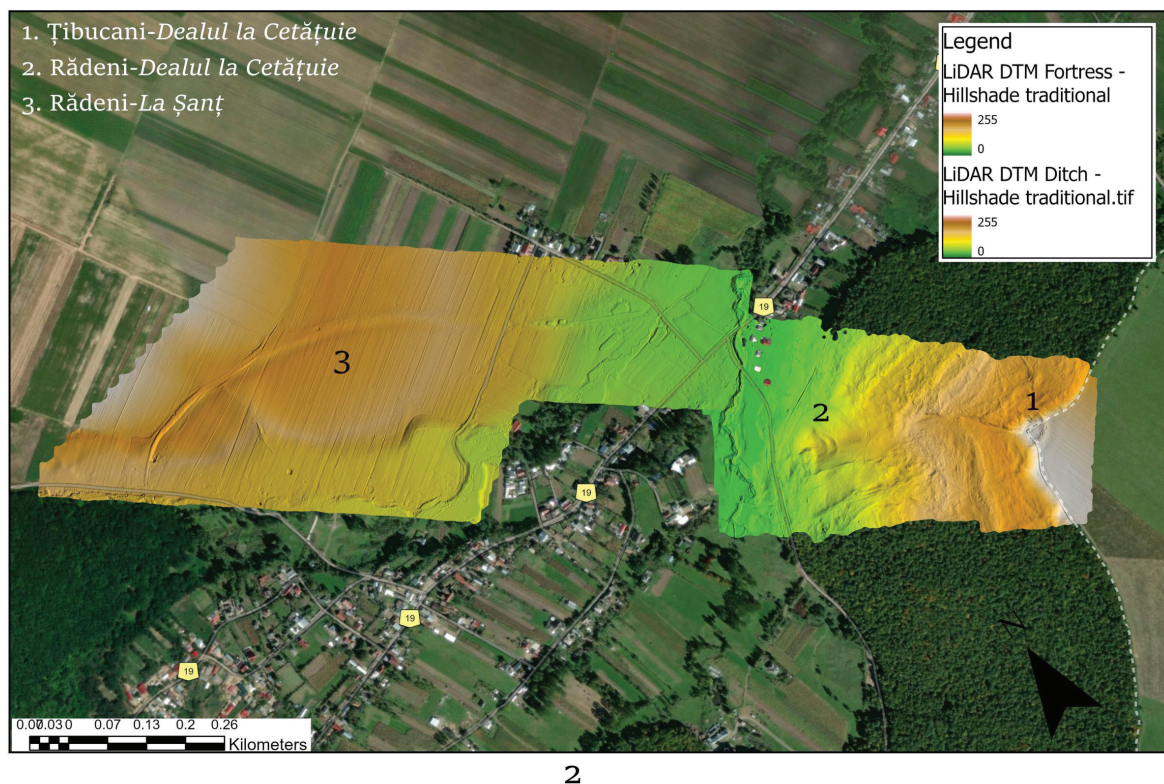 1. Țibucani-Dealul la Cetățuie
2. Rădeni-Dealul la Cetățuie
3. Rădeni-La Șanț
Legend
LiDAR DTM Fortress -
Hillshade traditional
255
0
LiDAR DTM Ditch -
Hillshade traditional.tif
255
0
19
3
2
1
19
19
19
0.07 0.13 0.2 0.26
Kilometers
N
2